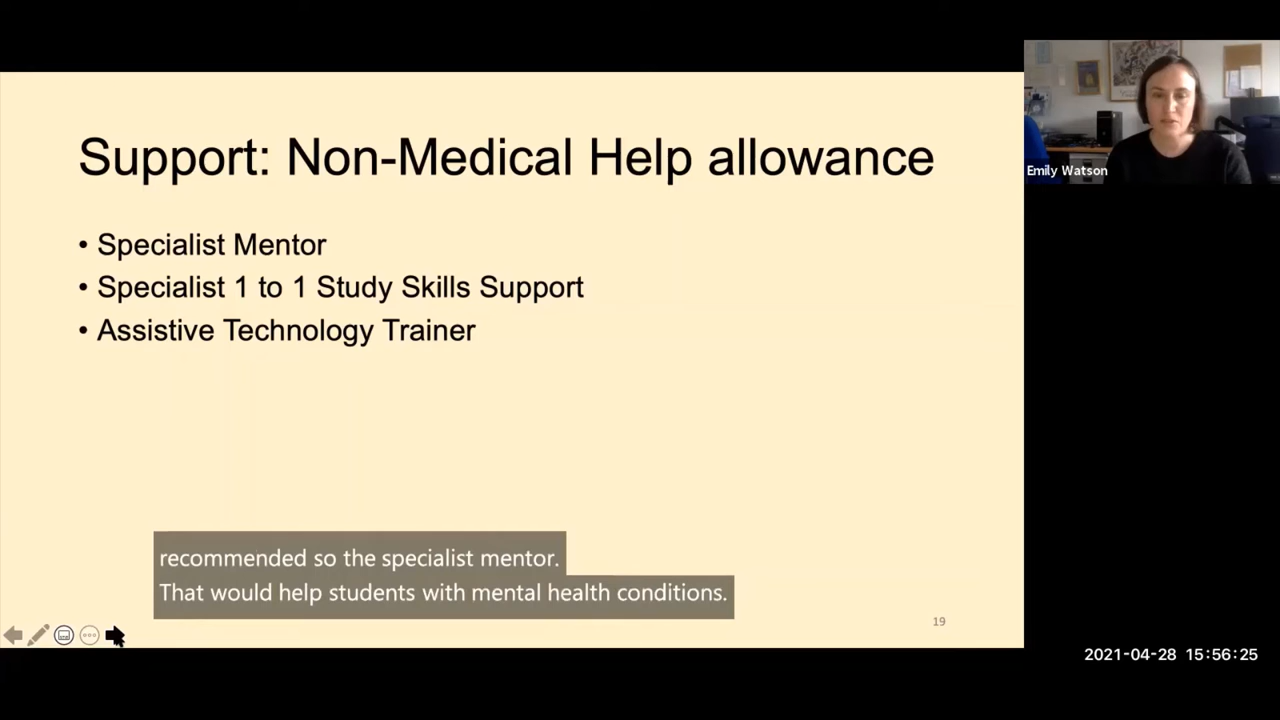 Support: Non-Medical Help allowance
• Specialist Mentor
• Specialist 1 to 1 Study Skills Support
• Assistive Technology Trainer
recommended so the specialist mentor.
That would help students with mental health conditions.
19
Emily Watson
2021-04-28 15:56:25